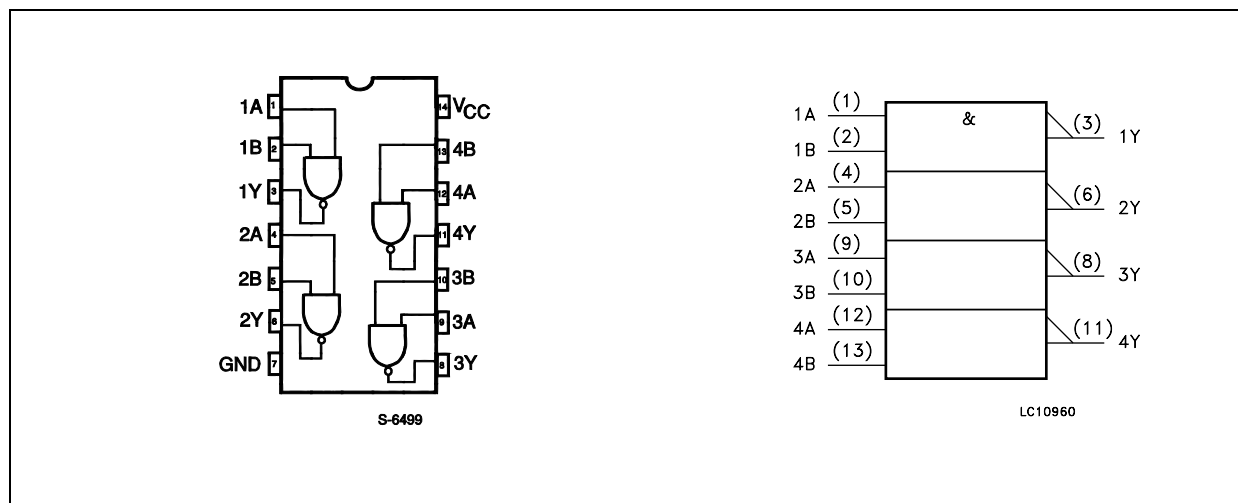 1A 1 14 VCC
1B 2 13 4B
1Y 3 12 4A
2A 4 11 4Y
2B 5 10 3B
2Y 6 9 3A
GND 7 8 3Y
S-6499
&
1A (1)
1B (2)
2A (4)
2B (5)
3A (9)
3B (10)
4A (12)
4B (13)
(3) 1Y
(6) 2Y
(8) 3Y
(11) 4Y
LC10960